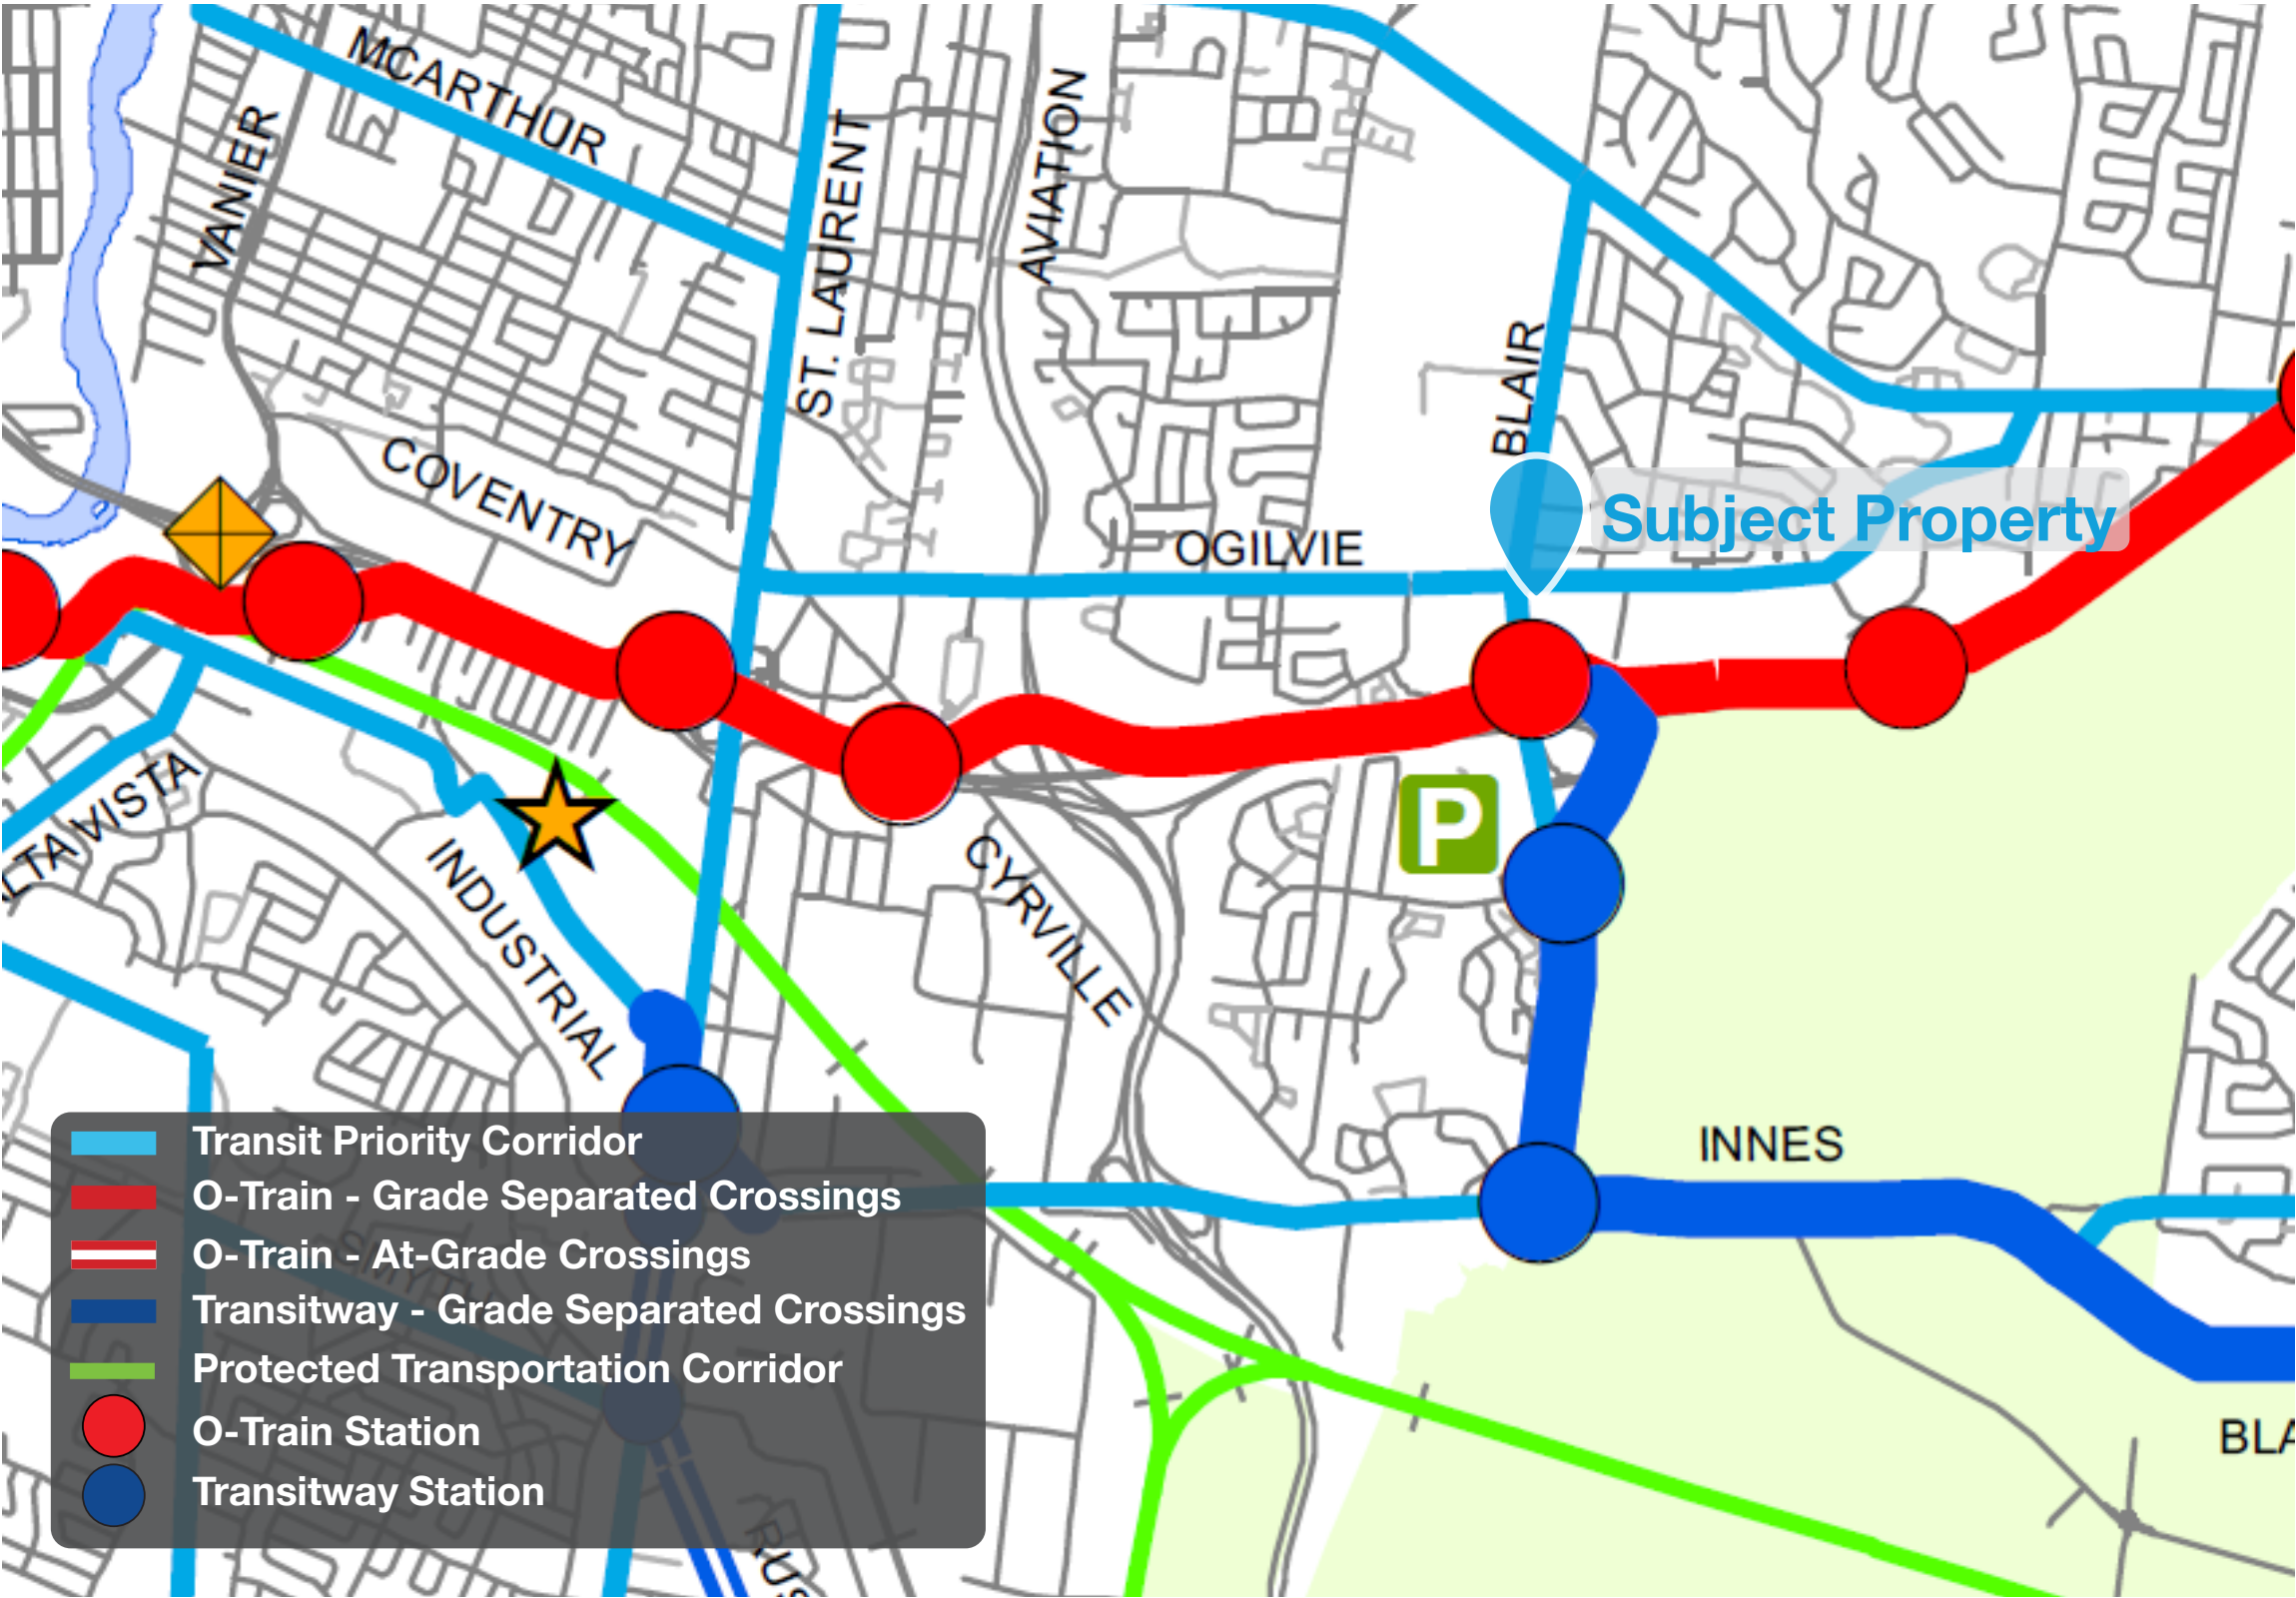 MCARTHUR
VANIER
ST. LAURENT
AVIATION
BLAIR
COVENTRY
OGILVIE
Subject Property
LTA VISTA
P
INDUSTRIAL
CYRVILLE
INNES
Transit Priority Corridor
O-Train - Grade Separated Crossings
O-Train - At-Grade Crossings
SMYTH
Transitway - Grade Separated Crossings
Protected Transportation Corridor
O-Train Station
Transitway Station
BLA
RUS